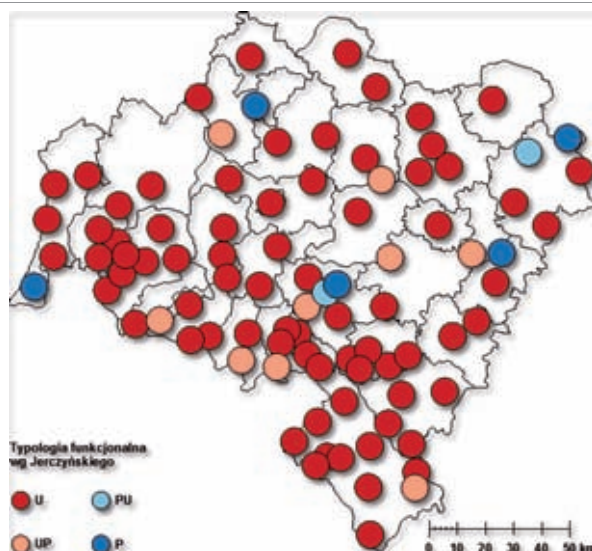 Typologia funkcjonalna
wg Jerczyńskiego
U
PU
UP
P
0 10 20 30 40 50 km